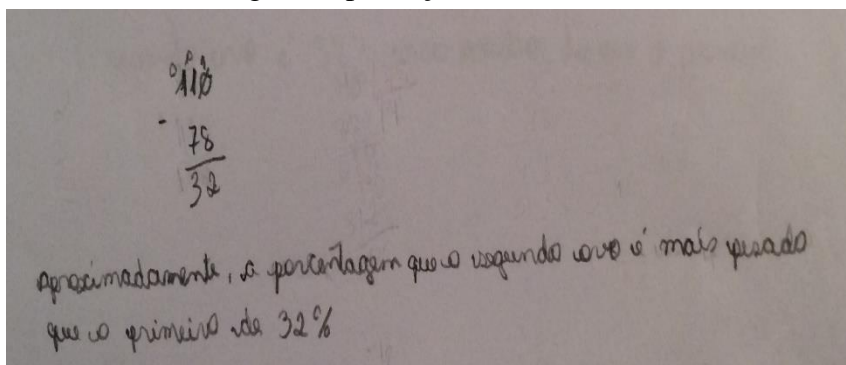 110
- 78
32
Aproximadamente, a porcentagem que o segundo ovo é mais pesado
que o primeiro de 32%